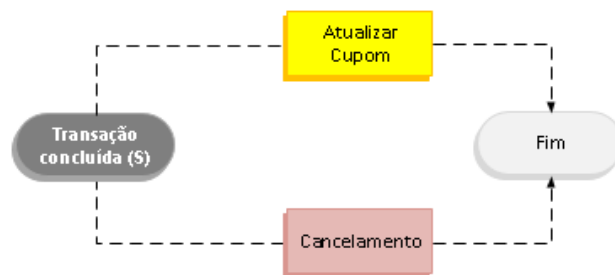 Atualizar
Cupom
Transação
concluída (S)
Fim
Cancelamento